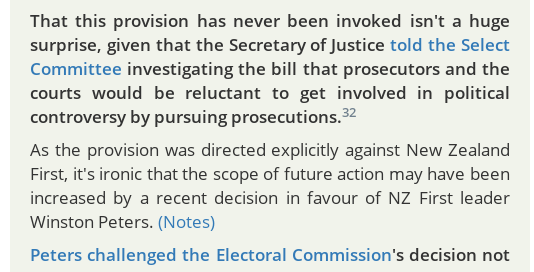 That this provision has never been invoked isn't a huge
surprise, given that the Secretary of Justice told the Select
Committee investigating the bill that prosecutors and the
courts would be reluctant to get involved in political
controversy by pursuing prosecutions.32
As the provision was directed explicitly against New Zealand
First, it's ironic that the scope of future action may have been
increased by a recent decision in favour of NZ First leader
Winston Peters. (Notes)
Peters challenged the Electoral Commission's decision not